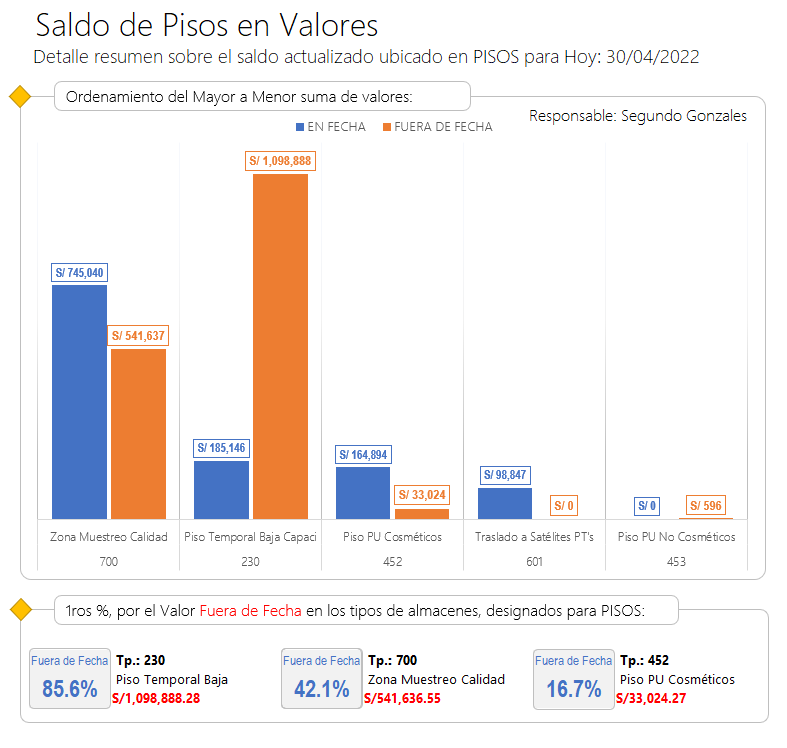 Saldo de Pisos en Valores
Detalle resumen sobre el saldo actualizado ubicado en PISOS para Hoy: 30/04/2022
Ordenamiento del Mayor a Menor suma de valores:
Responsable: Segundo Gonzales
EN FECHA FUERA DE FECHA
S/ 1,098,888
S/ 745,040
S/ 541,637
S/ 185,146
S/ 164,894
S/ 98,847
S/ 33,024
S/ 0
S/ 0
S/ 596
Zona Muestreo Calidad Piso Temporal Baja Capaci Piso PU Cosméticos Traslado a Satélites PT's Piso PU No Cosméticos
700 230 452 601 453
1ros %, por el Valor Fuera de Fecha en los tipos de almacenes, designados para PISOS:
Fuera de Fecha
85.6%
Tp.: 230
Piso Temporal Baja
S/1,098,888.28
Fuera de Fecha
42.1%
Tp.: 700
Zona Muestreo Calidad
S/541,636.55
Fuera de Fecha
16.7%
Tp.: 452
Piso PU Cosméticos
S/33,024.27